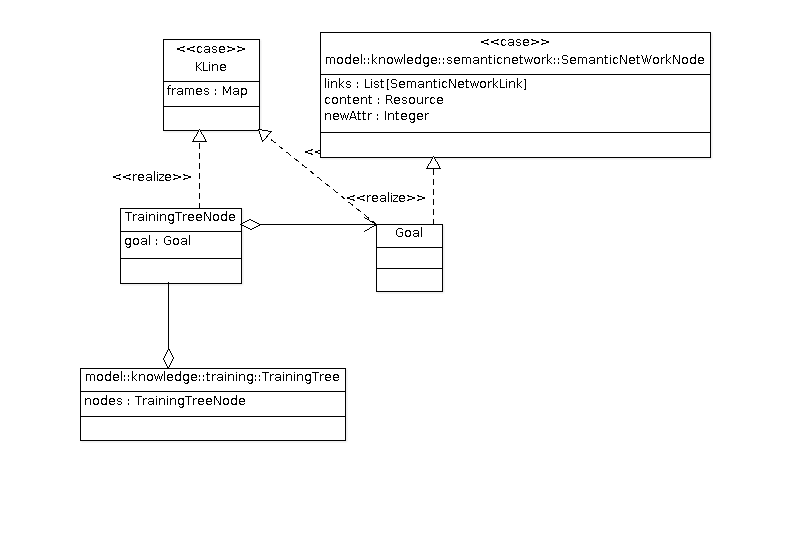 <<case>>
KLine
frames : Map
<<case>>
model::knowledge::semanticnetwork::SemanticNetWorkNode
links : List[SemanticNetworkLink]
content : Resource
newAttr : Integer
<<realize>>
<<realize>>
TrainingTreeNode
goal : Goal
Goal
model::knowledge::training::TrainingTree
nodes : TrainingTreeNode